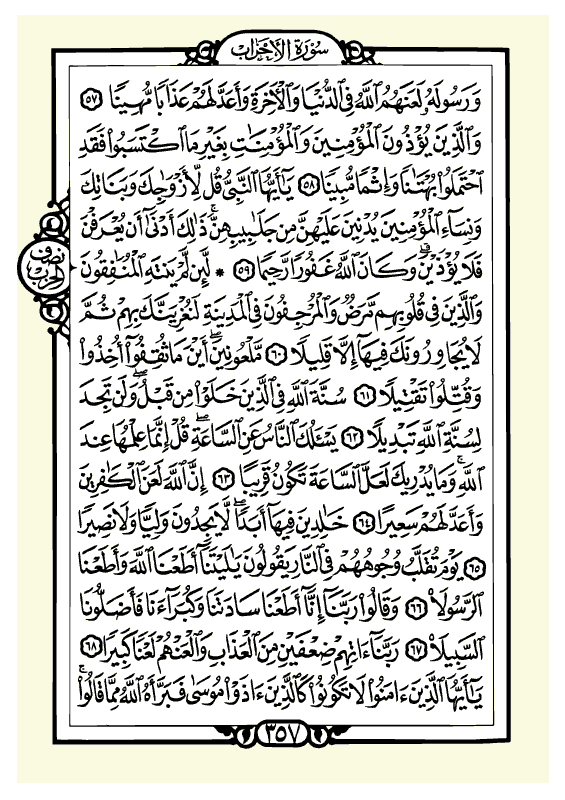 سُورَةُ الْأَحْزَابِ
وَرَسُولَهُۥ لَعَنَهُمُ ٱللَّهُ فِي ٱلدُّنْيَا وَٱلْأَخِرَةِ وَأَعَدَّ لَهُمْ عَذَابًا مُّهِينًا ﴿٥٧﴾
وَٱلَّذِينَ يُؤْذُونَ ٱلْمُؤْمِنِينَ وَٱلْمُؤْمِنَٰتِ بِغَيْرِ مَا ٱكْتَسَبُوا۟ فَقَدِ
ٱحْتَمَلُوا۟ بُهْتَٰنًا وَإِثْمًا مُّبِينًا ﴿٥٨﴾ يَٰٓأَيُّهَا ٱلنَّبِيُّ قُل لِّأَزْوَٰجِكَ وَبَنَاتِكَ
وَنِسَآءِ ٱلْمُؤْمِنِينَ يُدْنِينَ عَلَيْهِنَّ مِن جَلَٰبِيبِهِنَّ ۚ ذَٰلِكَ أَدْنَىٰٓ أَن يُعْرَفْنَ
فَلَا يُؤْذَيْنَ ۗ وَكَانَ ٱللَّهُ غَفُورًا رَّحِيمًا ﴿٥٩﴾ * لَّئِن لَّمْ يَنتَهِ ٱلْمُنَٰفِقُونَ
وَٱلَّذِينَ فِي قُلُوبِهِم مَّرَضٌ وَٱلْمُرْجِفُونَ فِي ٱلْمَدِينَةِ لَنُغْرِيَنَّكَ بِهِمْ ثُمَّ
لَا يُجَاوِرُونَكَ فِيهَآ إِلَّا قَلِيلًا ﴿٦٠﴾ مَّلْعُونِينَ ۖ أَيْنَمَا ثُقِفُوٓا۟ أُخِذُوا۟
وَقُتِّلُوا۟ تَقْتِيلًا ﴿٦١﴾ سُنَّةَ ٱللَّهِ فِي ٱلَّذِينَ خَلَوْا۟ مِن قَبْلُ ۖ وَلَن تَجِدَ
لِسُنَّةِ ٱللَّهِ تَبْدِيلًا ﴿٦٢﴾ يَسْـَٔلُكَ ٱلنَّاسُ عَنِ ٱلسَّاعَةِ ۖ قُلْ إِنَّمَا عِلْمُهَا عِندَ
ٱللَّهِ ۚ وَمَا يُدْرِيكَ لَعَلَّ ٱلسَّاعَةَ تَكُونُ قَرِيبًا ﴿٦٣﴾ إِنَّ ٱللَّهَ لَعَنَ ٱلْكَٰفِرِينَ
وَأَعَدَّ لَهُمْ سَعِيرًا ﴿٦٤﴾ خَٰلِدِينَ فِيهَآ أَبَدًا ۖ لَّا يَجِدُونَ وَلِيًّا وَلَا نَصِيرًا
﴿٦٥﴾ يَوْمَ تُقَلَّبُ وُجُوهُهُمْ فِي ٱلنَّارِ يَقُولُونَ يَٰلَيْتَنَآ أَطَعْنَا ٱللَّهَ وَأَطَعْنَا
ٱلرَّسُولَا۠ ﴿٦٦﴾ وَقَالُوا۟ رَبَّنَآ إِنَّآ أَطَعْنَا سَادَتَنَا وَكُبَرَآءَنَا فَأَضَلُّونَا
ٱلسَّبِيلَا۠ ﴿٦٧﴾ رَبَّنَآ ءَاتِهِمْ ضِعْفَيْنِ مِنَ ٱلْعَذَابِ وَٱلْعَنْهُمْ لَعْنًا كَبِيرًا ﴿٦٨﴾
يَٰٓأَيُّهَا ٱلَّذِينَ ءَامَنُوا۟ لَا تَكُونُوا۟ كَٱلَّذِينَ ءَاذَوْا۟ مُوسَىٰ فَبَرَّأَهُ ٱللَّهُ مِمَّا قَالُوا۟ ۚ
نصف
الحزب
٣٥٧